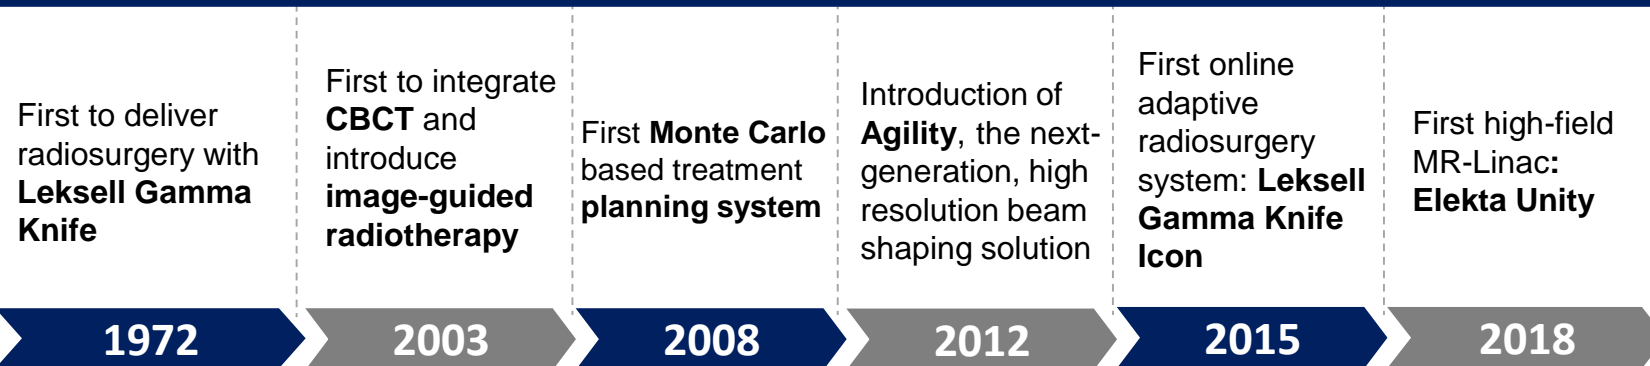 First to deliver
radiosurgery with
Leksell Gamma
Knife
First to integrate
CBCT and
introduce
image-guided
radiotherapy
First Monte Carlo
based treatment
planning system
Introduction of
Agility, the next-
generation, high
resolution beam
shaping solution
First online
adaptive
radiosurgery
system: Leksell
Gamma Knife
Icon
First high-field
MR-Linac:
Elekta Unity
1972
2003
2008
2012
2015
2018